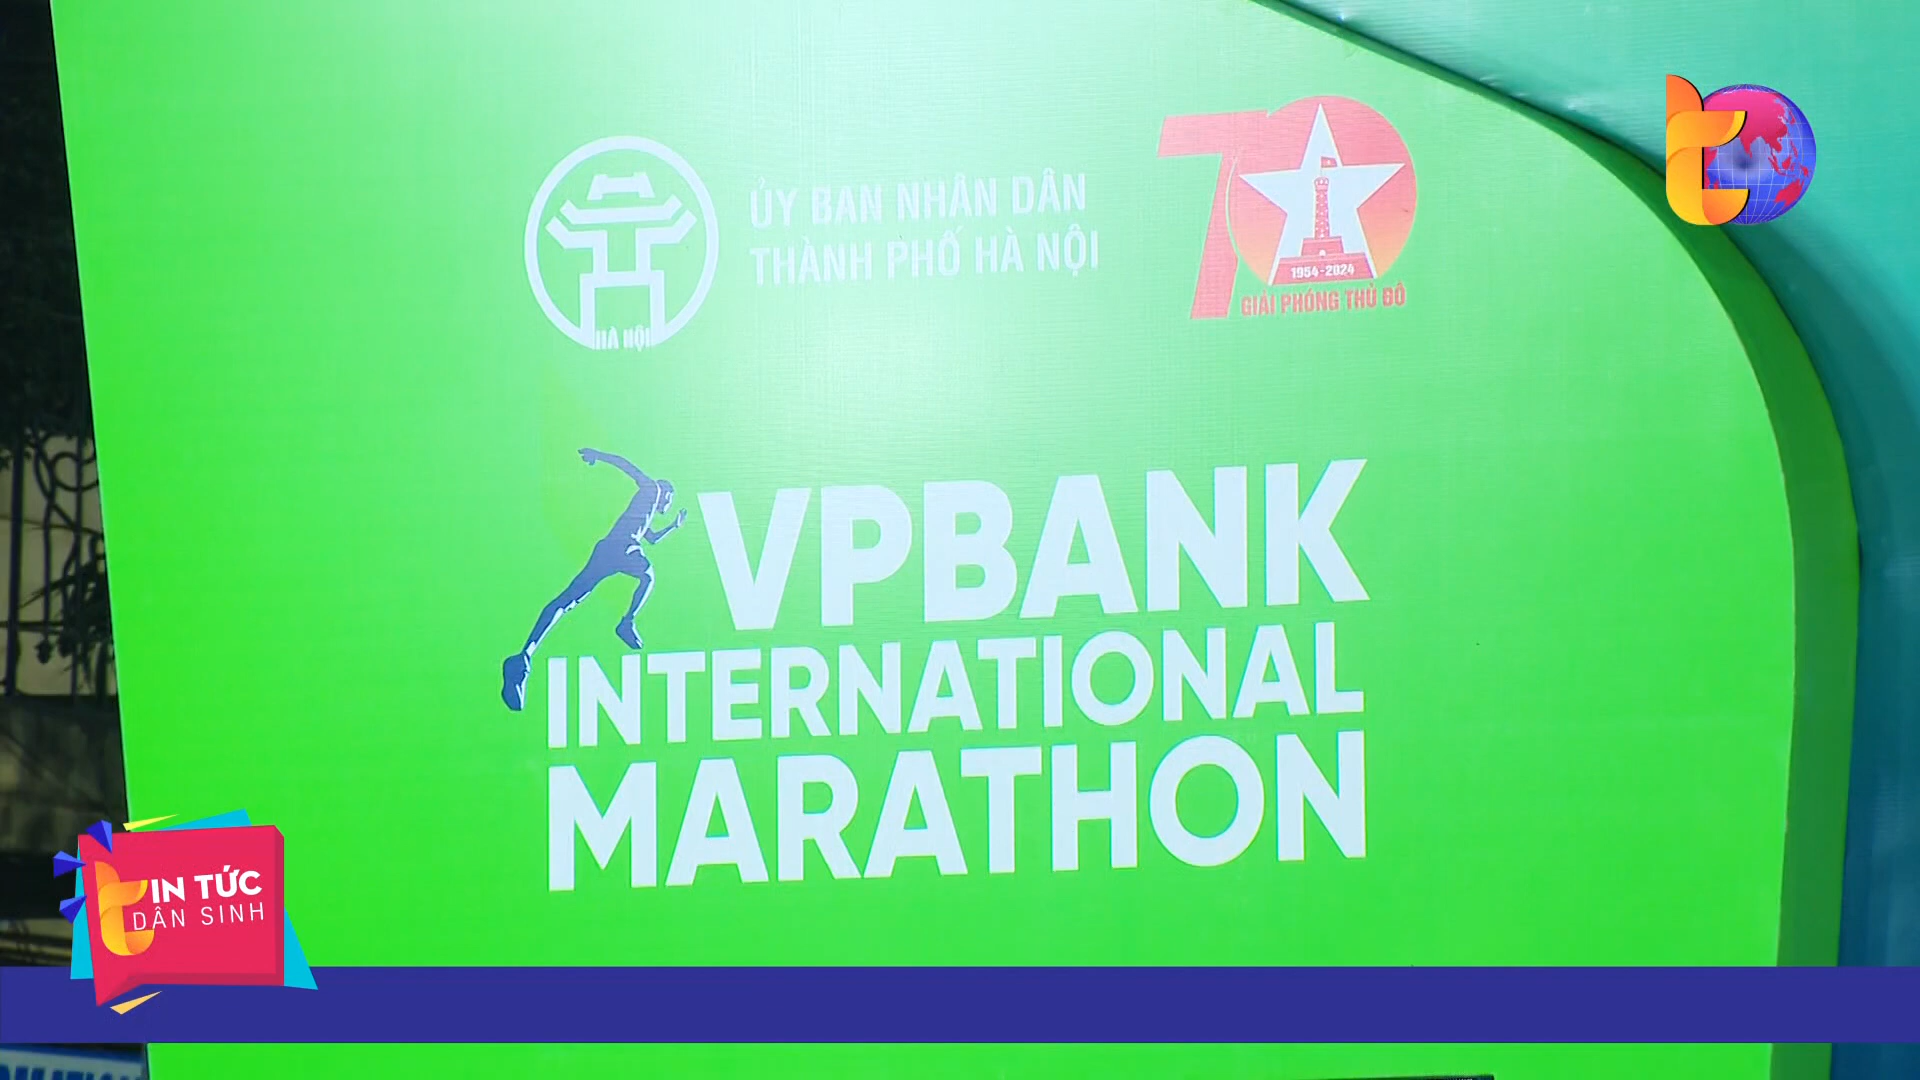 ỦY BAN NHÂN DÂN
THÀNH PHỐ HÀ NỘI
HÀ NỘI
70
1954-2024
GIẢI PHÓNG THỦ ĐÔ
VPBANK
INTERNATIONAL
MARATHON
TIN TỨC
DÂN SINH